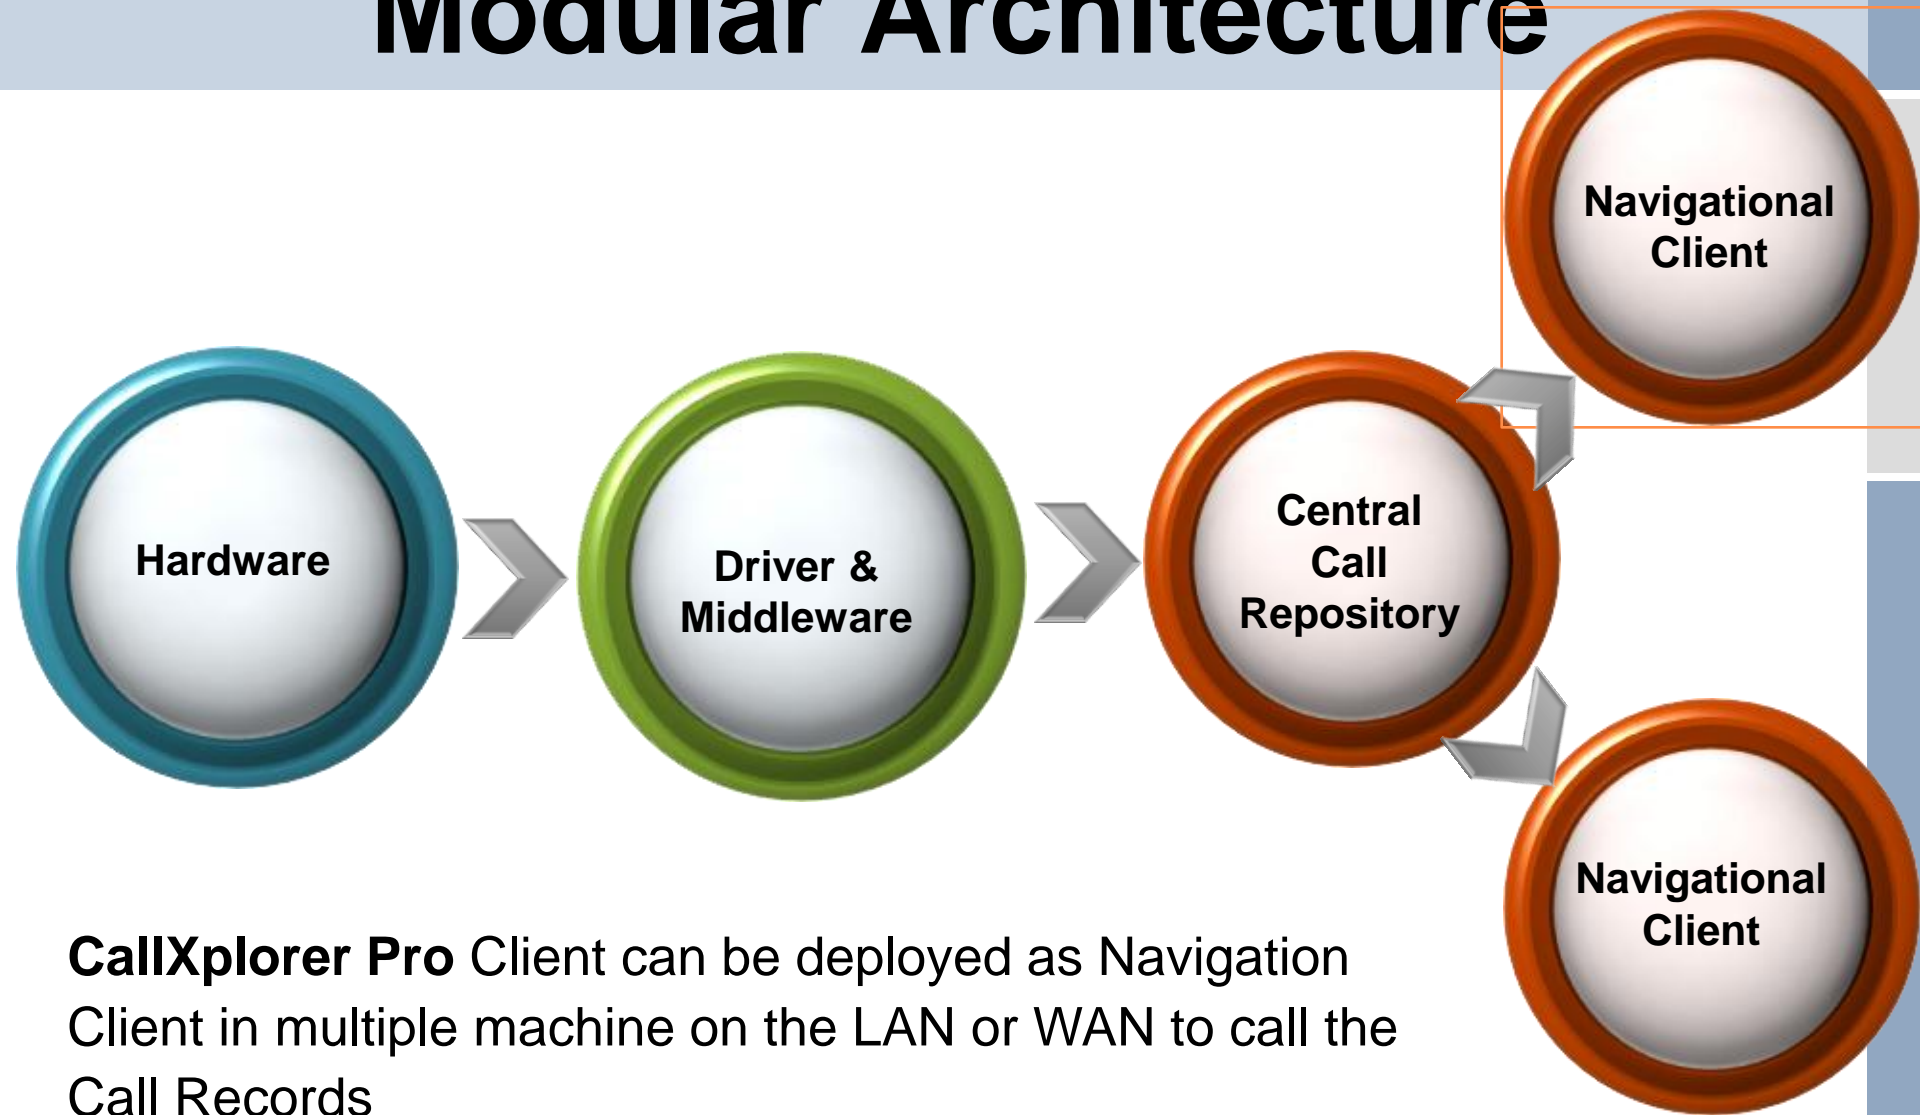 Modular Architecture
Navigational
Client
Hardware
Driver &
Middleware
Central
Call
Repository
Navigational
Client
CallXplorer Pro Client can be deployed as Navigation
Client in multiple machine on the LAN or WAN to call the
Call Records